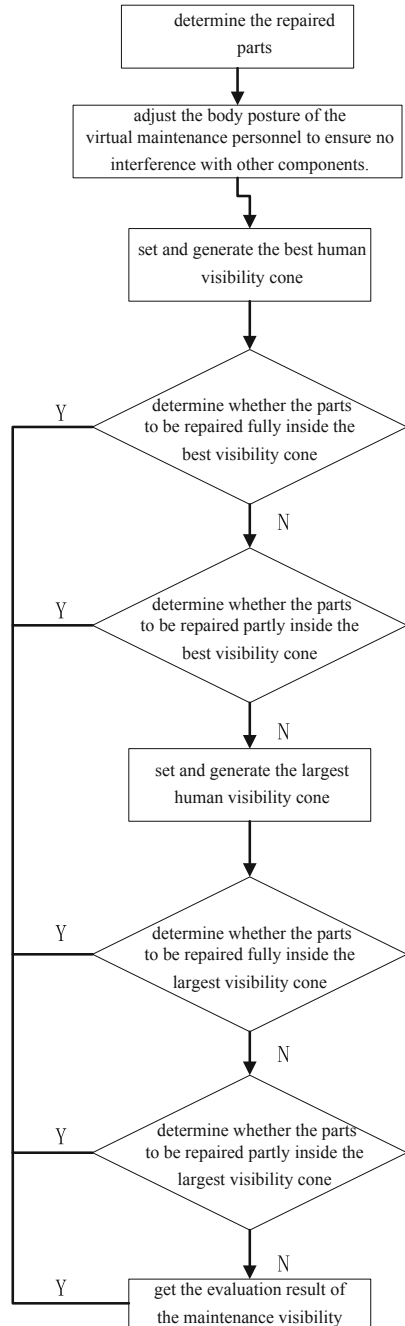 determine the repaired
parts
adjust the body posture of the
virtual maintenance personnel to ensure no
interference with other components.
set and generate the best human
visibility cone
Y
determine whether the parts
to be repaired fully inside the
best visibility cone
N
Y
determine whether the parts
to be repaired partly inside the
best visibility cone
N
set and generate the largest
human visibility cone
Y
determine whether the parts
to be repaired fully inside the
largest visibility cone
N
Y
determine whether the parts
to be repaired partly inside the
largest visibility cone
N
Y
get the evaluation result of
the maintenance visibility